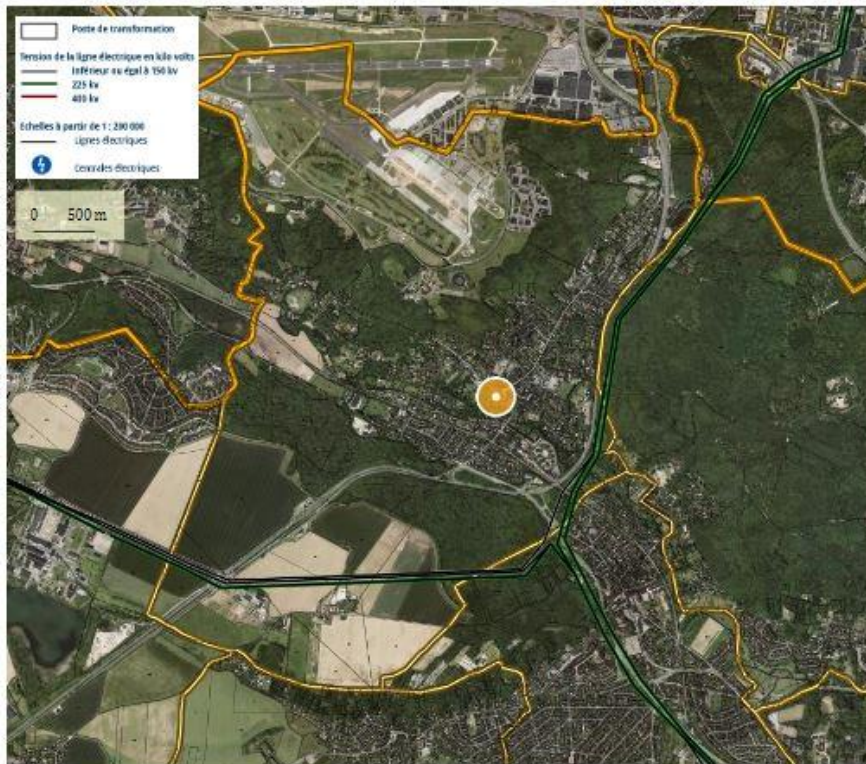 Poste de transformation
Tension de la ligne électrique en kilo volts
Inférieur ou égal à 150 kv
225 kv
400 kv
Echelles à partir de 1 : 200 000
Lignes électriques
Centrales électriques
0 500 m